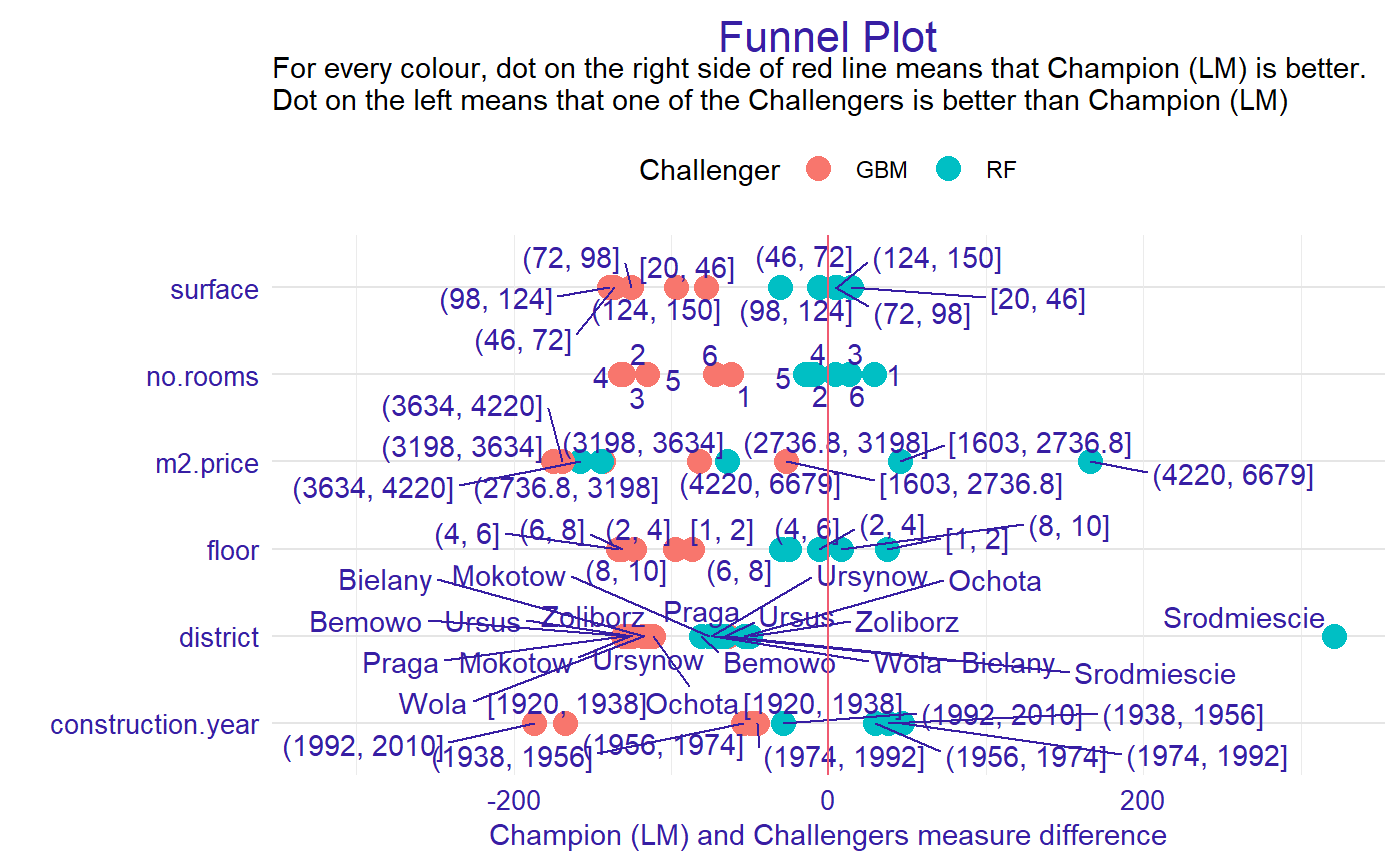 Funnel Plot
For every colour, dot on the right side of red line means that Champion (LM) is better.
Dot on the left means that one of the Challengers is better than Champion (LM)
Challenger GBM RF
(72, 98] [20, 46] (46, 72] (124, 150]
surface
(98, 124] (124, 150] (98, 124] (72, 98] [20, 46]
(46, 72]
2 6 4 3
no.rooms
4 5 5 1
3 1 2 6
(3634, 4220]
(3198, 3634] (3198, 3634] (2736.8, 3198] [1603, 2736.8]
m2.price
(3634, 4220] (2736.8, 3198] (4220, 6679] [1603, 2736.8] (4220, 6679]
(4, 6] (6, 8] (2, 4] [1, 2] (4, 6] (2, 4] [1, 2] (8, 10]
floor
(8, 10] (6, 8]
Bielany Mokotow Ursynow Ochota
Bemowo Ursus Zoliborz Praga Ursus Zoliborz Srodmiescie
district
Praga Mokotow Ursynow Bemowo Wola Bielany Srodmiescie
Wola [1920, 1938] Ochota [1920, 1938] (1992, 2010] (1938, 1956]
construction.year
(1992, 2010] (1938, 1956] (1956, 1974] (1974, 1992] (1956, 1974] (1974, 1992]
-200 0 200
Champion (LM) and Challengers measure difference